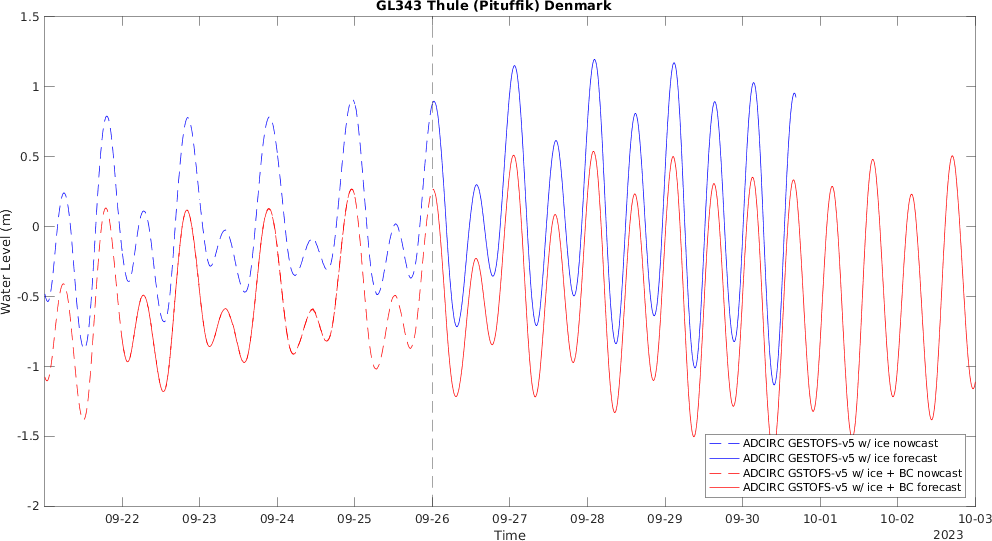 GL343 Thule (Pituffik) Denmark
1.5
1
0.5
0
-0.5
-1
-1.5
-2
Water Level (m)
ADCIRC GESTOFS-v5 w/ ice nowcast
ADCIRC GESTOFS-v5 w/ ice forecast
ADCIRC GSTOFS-v5 w/ ice + BC nowcast
ADCIRC GSTOFS-v5 w/ ice + BC forecast
09-22 09-23 09-24 09-25 09-26 09-27 09-28 09-29 09-30 10-01 10-02 10-03
Time
2023